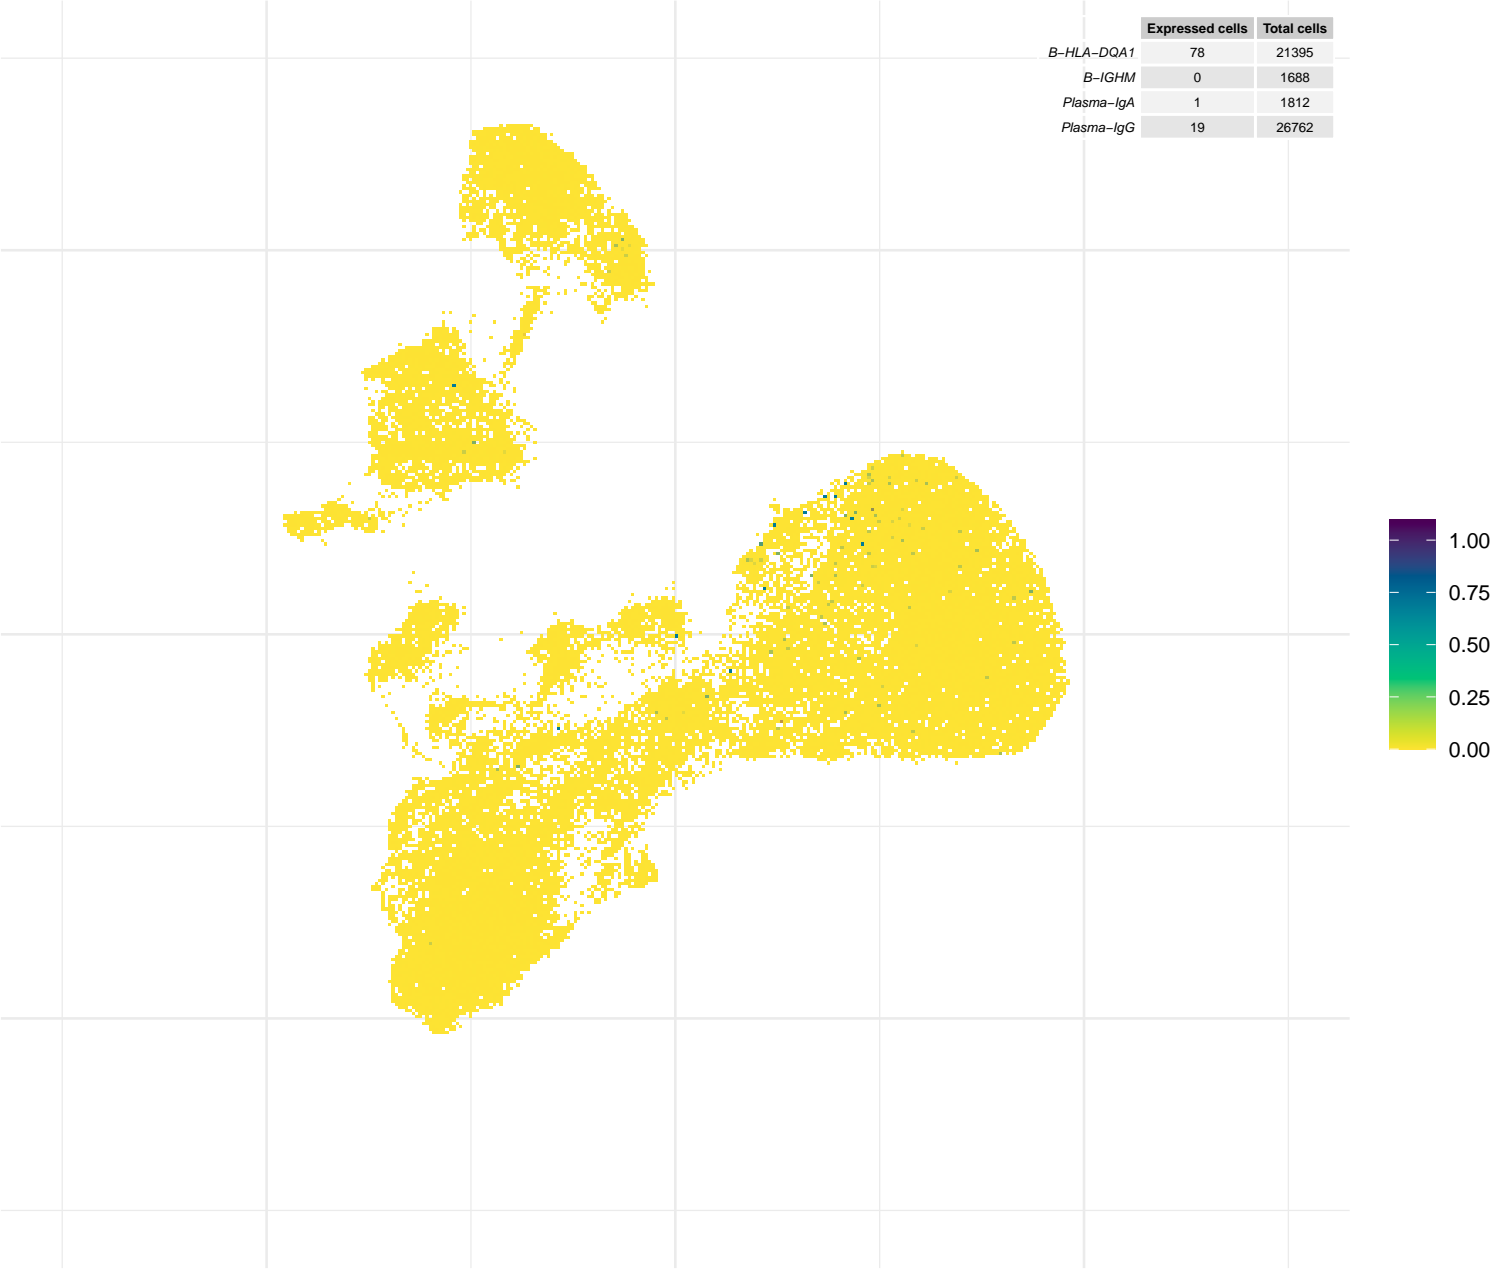 Expressed cells Total cells
B−HLA−DQA1 78 21395
B−IGHM 0 1688
Plasma−IgA 1 1812
Plasma−IgG 19 26762
1.00
0.75
0.50
0.25
0.00